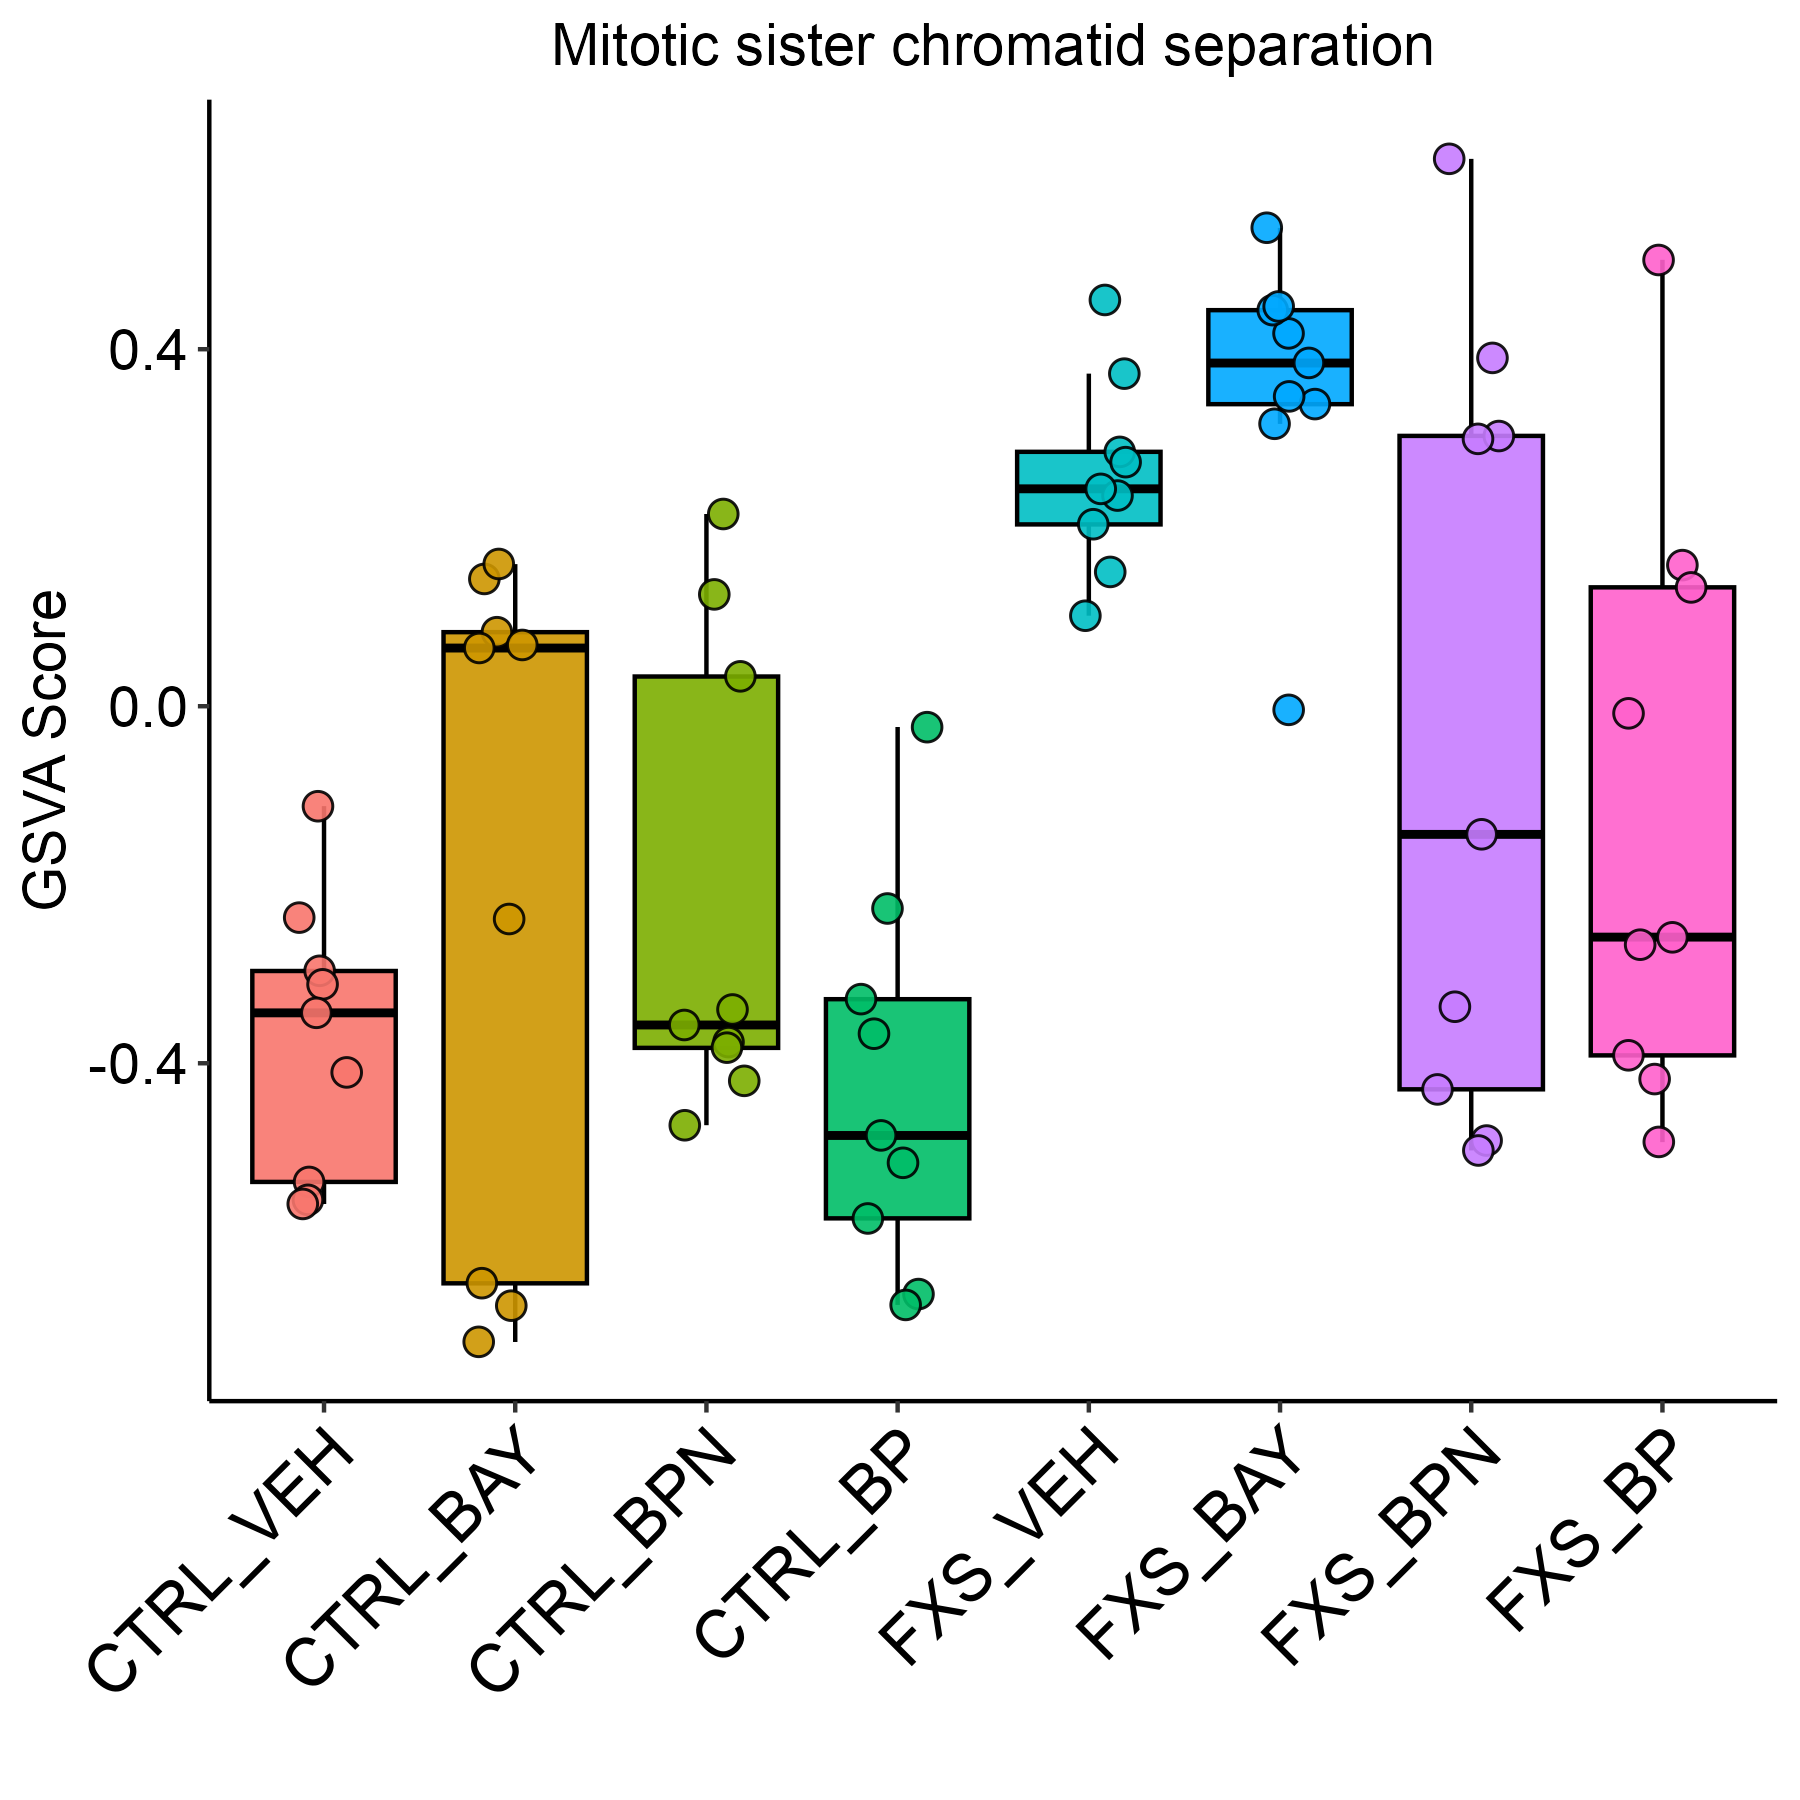 Mitotic sister chromatid separation
GSVA Score
0.4
0.0
-0.4
CTRL_VEH
CTRL_BAY
CTRL_BPN
CTRL_BP
FXS_VEH
FXS_BAY
FXS_BPN
FXS_BP